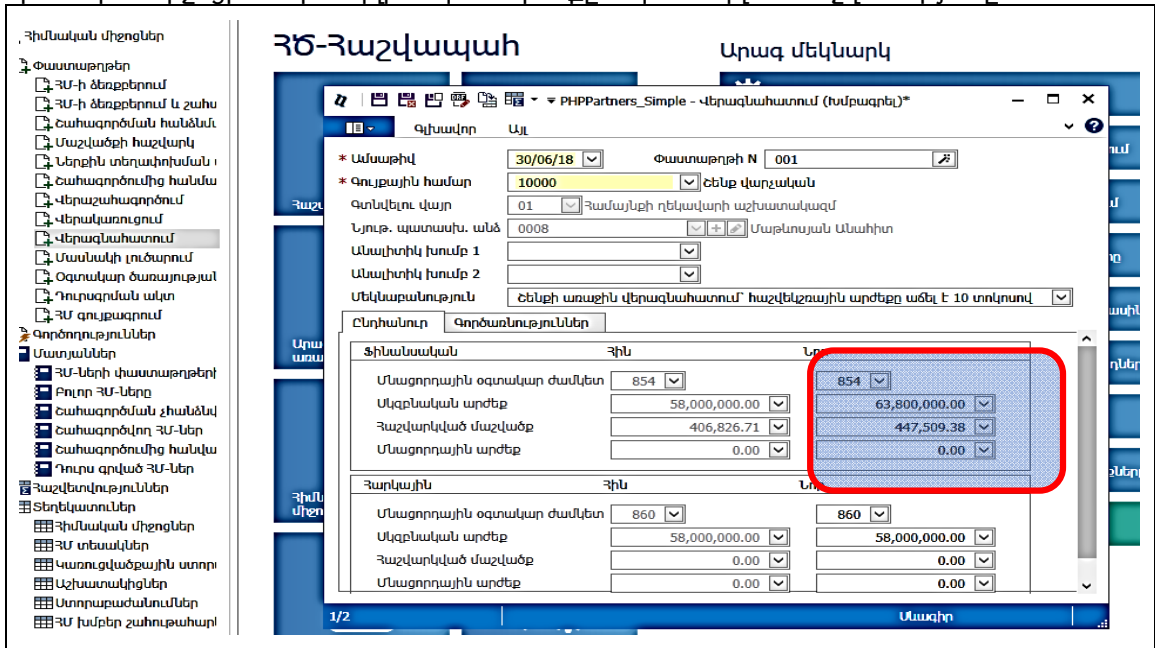 Հիմնական միջոցներ
Փաստաթղթեր
ՀՄ-ի ձեռքբերում
ՀՄ-ի ձեռքբերում և շահա
Շահագործման հանձնմ
Մաշվածքի հաշվարկ
Ներքին տեղափոխման
Շահագործումից հանմա
Վերաշահագործում
Վերակառուցում
Վերագնահատում
Մասնակի լուծարում
Օգտակար ծառայության
Դուրսգրման ակտ
ՀՄ գույքագրում
Գործողություններ
Մատյաններ
ՀՄ-ների փաստաթղթեր
Բոլոր ՀՄ-ները
Շահագործման չհանձնվ
Շահագործվող ՀՄ-ներ
Շահագործումից հանվա
Դուրս գրված ՀՄ-ներ
Հաշվետվություններ
Տեղեկատուներ
Հիմնական միջոցներ
ՀՄ տեսակներ
Կառուցվածքային ստոր
Աշխատակիցներ
Ստորաբաժանումներ
ՀՄ խմբեր շահութահար
ՀԾ-Հաշվապահ
Արագ մեկնարկ
PHPPartners_Simple - Վերագնահատում (Խմբագրել)*
Գլխավոր Այլ
* Ամսաթիվ 30/06/18 Փաստաթղթի N 001
* Գույքային համար 10000 Շենք վարչական
Գտնվելու վայր 01 Համայնքի ղեկավարի աշխատակազմ
Նյութ. պատասխ. անձ 0008 Մաթևոսյան Անահիտ
Անալիտիկ խումբ 1
Անալիտիկ խումբ 2
Մեկնաբանություն Շենքի առաջին վերագնահատում՝ հաշվեկշռային արժեքը աճել է 10 տոկոսով
Ընդհանուր Գործառնություններ
Ֆինանսական Հին Նոր
Մնացորդային օգտակար ժամկետ 854 854
Սկզբնական արժեք 58,000,000.00 63,800,000.00
Հաշվարկված մաշվածք 406,826.71 447,509.38
Մնացորդային արժեք 0.00 0.00
Հարկային Հին Նոր
Մնացորդային օգտակար ժամկետ 860 860
Սկզբնական արժեք 58,000,000.00 58,000,000.00
Հաշվարկված մաշվածք 0.00 0.00
Մնացորդային արժեք 0.00 0.00
1/2 Սևագիր